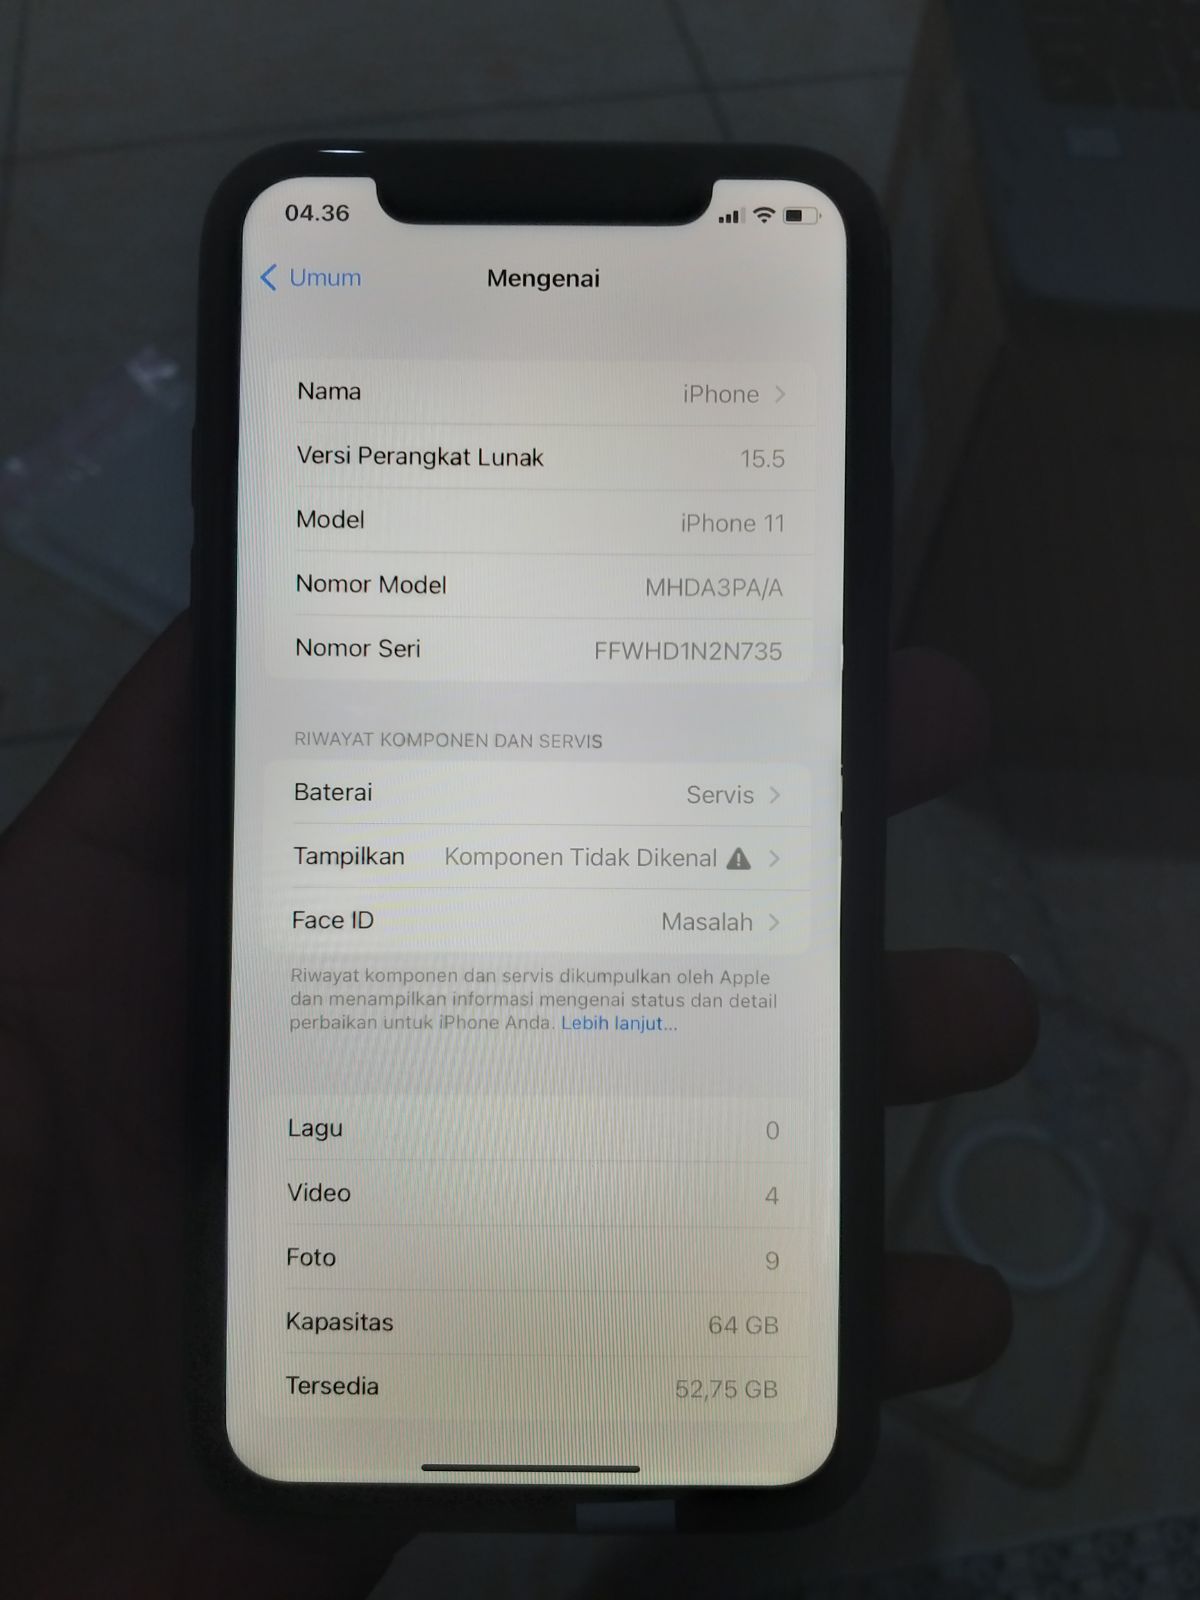 04.36
Umum
Mengenai
Nama iPhone
Versi Perangkat Lunak 15.5
Model iPhone 11
Nomor Model MHDA3PA/A
Nomor Seri FFWHD1N2N735
RIWAYAT KOMPONEN DAN SERVIS
Baterai Servis
Tampilkan Komponen Tidak Dikenal
Face ID Masalah
Riwayat komponen dan servis dikumpulkan oleh Apple
dan menampilkan informasi mengenai status dan detail
perbaikan untuk iPhone Anda. Lebih lanjut...
Lagu 0
Video 4
Foto 9
Kapasitas 64 GB
Tersedia 52,75 GB